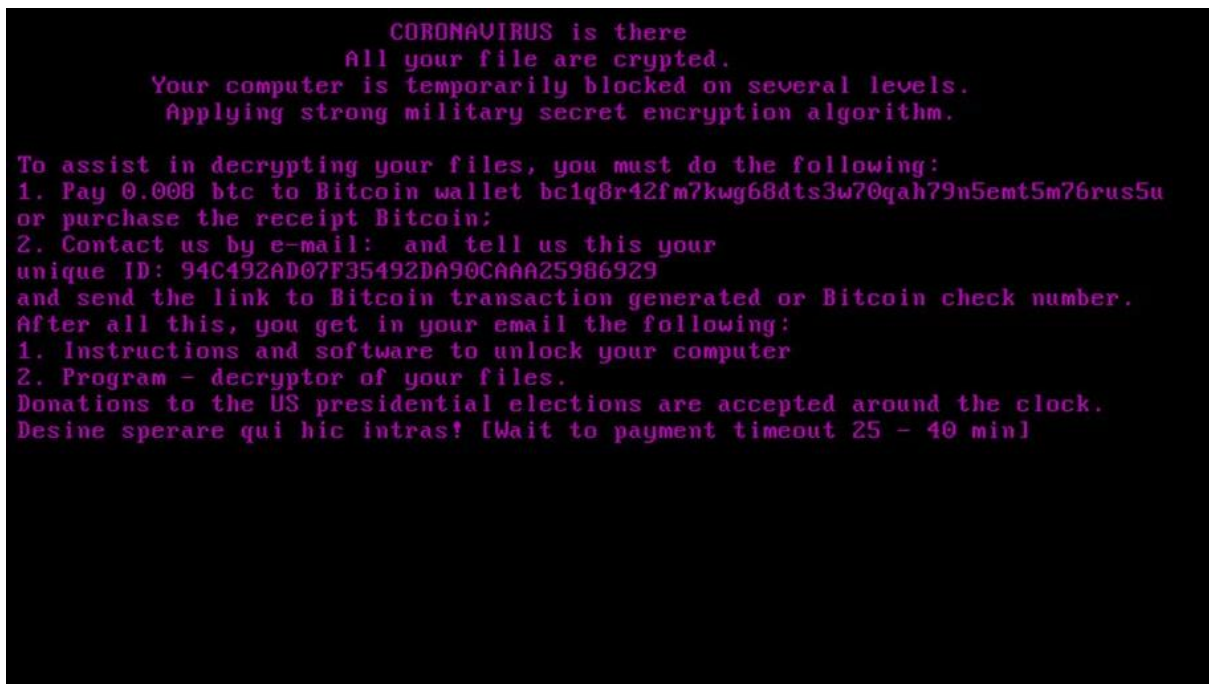 CORONAVIRUS is there
All your file are crypted.
Your computer is temporarily blocked on several levels.
Applying strong military secret encryption algorithm.
To assist in decrypting your files, you must do the following:
1. Pay 0.008 btc to Bitcoin wallet bc1q8r42fm7kwg68dts3w70qah79n5emt5m76rus5u
or purchase the receipt Bitcoin;
2. Contact us by e-mail:  and tell us this your
unique ID: 94C492AD07F35492DA90CAAA25986929
and send the link to Bitcoin transaction generated or Bitcoin check number.
After all this, you get in your email the following:
1. Instructions and software to unlock your computer
2. Program - decryptor of your files.
Donations to the US presidential elections are accepted around the clock.
Desine sperare qui hic intras! [Wait to payment timeout 25 - 40 min]